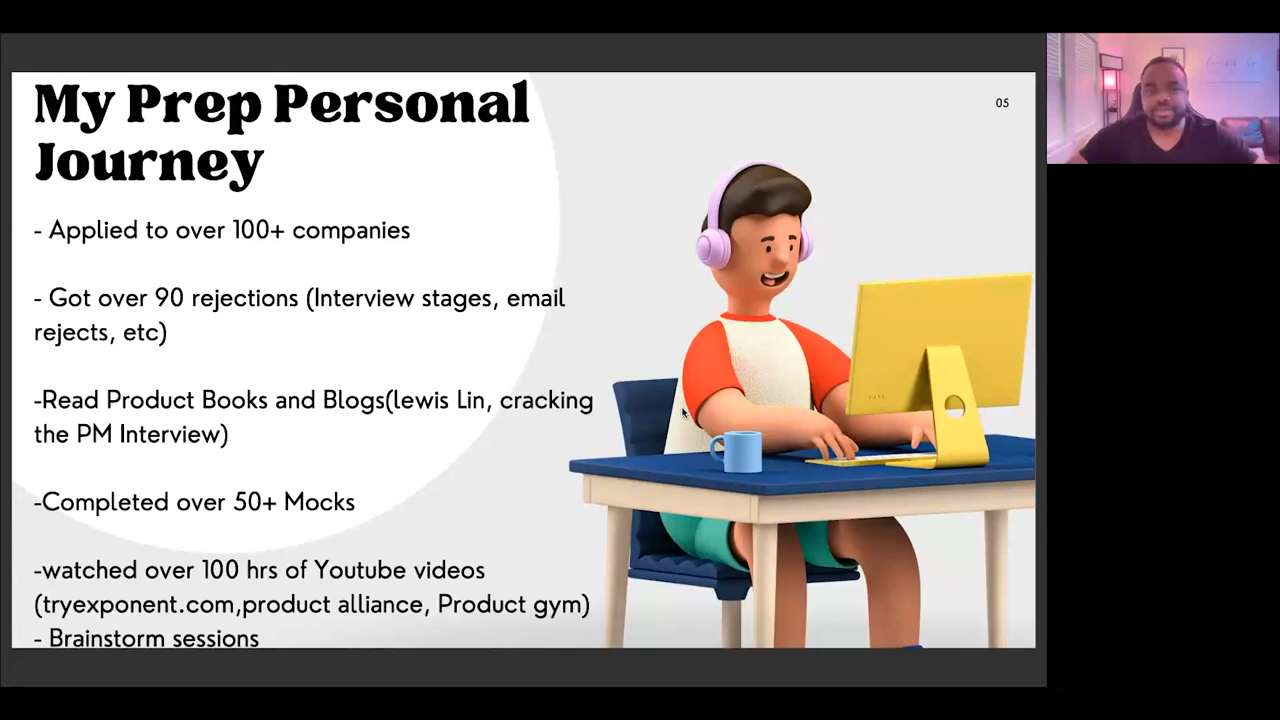 My Prep Personal
Journey
05
- Applied to over 100+ companies
- Got over 90 rejections (Interview stages, email
rejects, etc)
-Read Product Books and Blogs(lewis Lin, cracking
the PM Interview)
-Completed over 50+ Mocks
-watched over 100 hrs of Youtube videos
(tryexponent.com,product alliance, Product gym)
- Brainstorm sessions